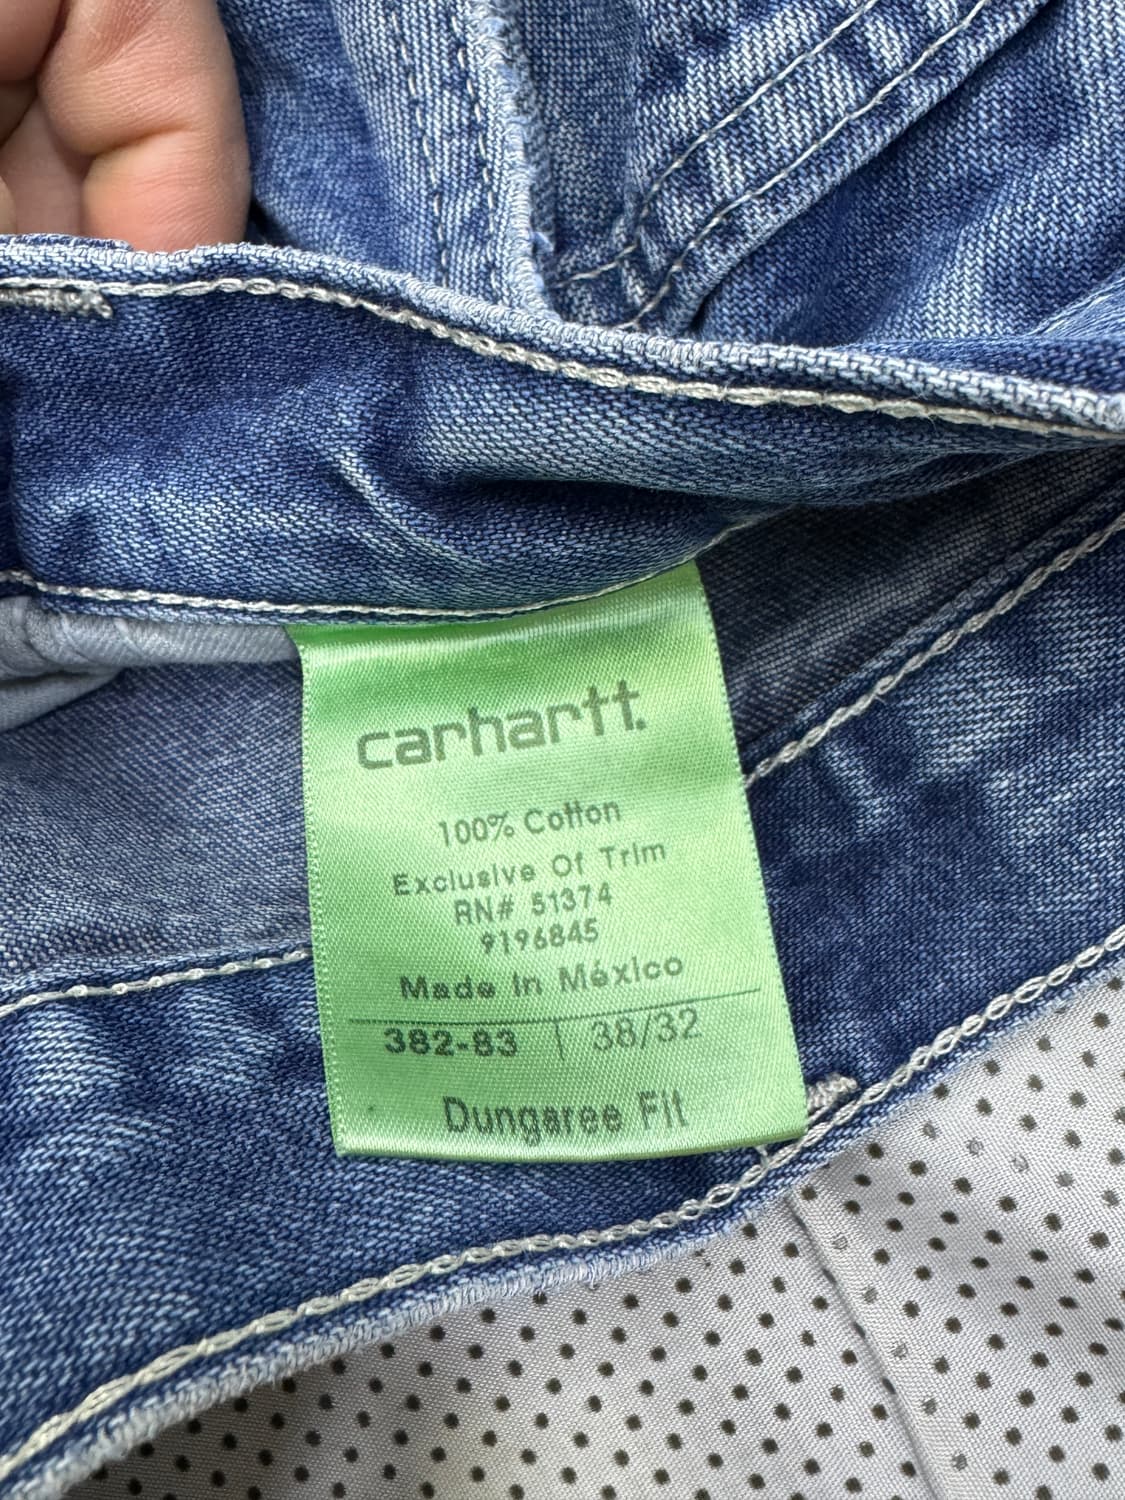 carhartt.
100% Cotton
Exclusive Of Trim
RN# 51374
9196845
Made In México
382-83 | 38/32
Dungaree Fit